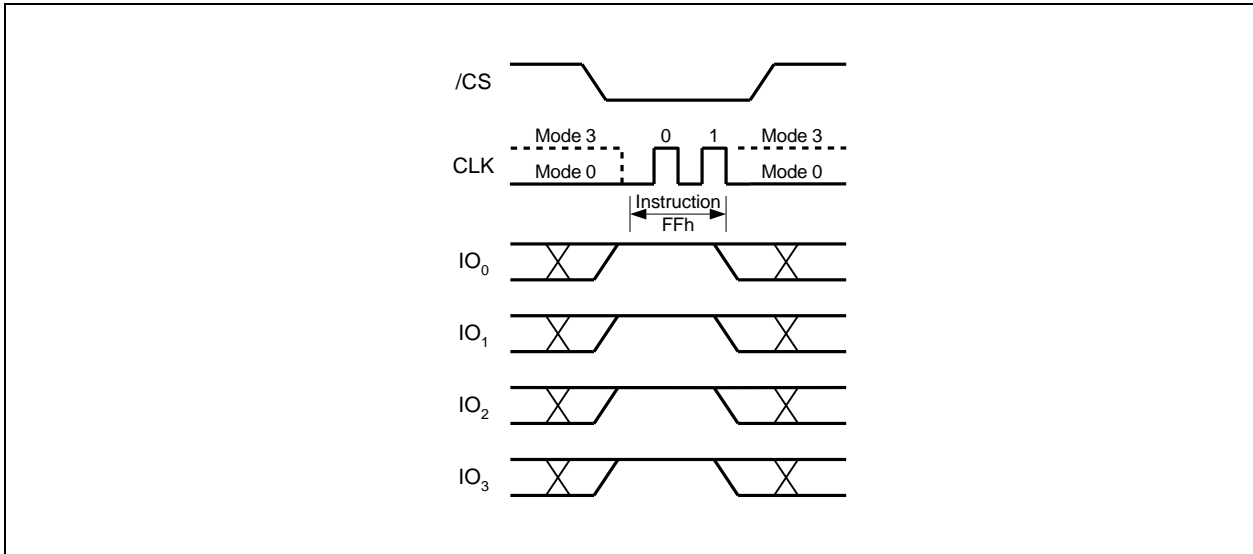 /CS
Mode 3 0 1 Mode 3
CLK Mode 0 Mode 0
Instruction
FFh
IO₀
IO₁
IO₂
IO₃